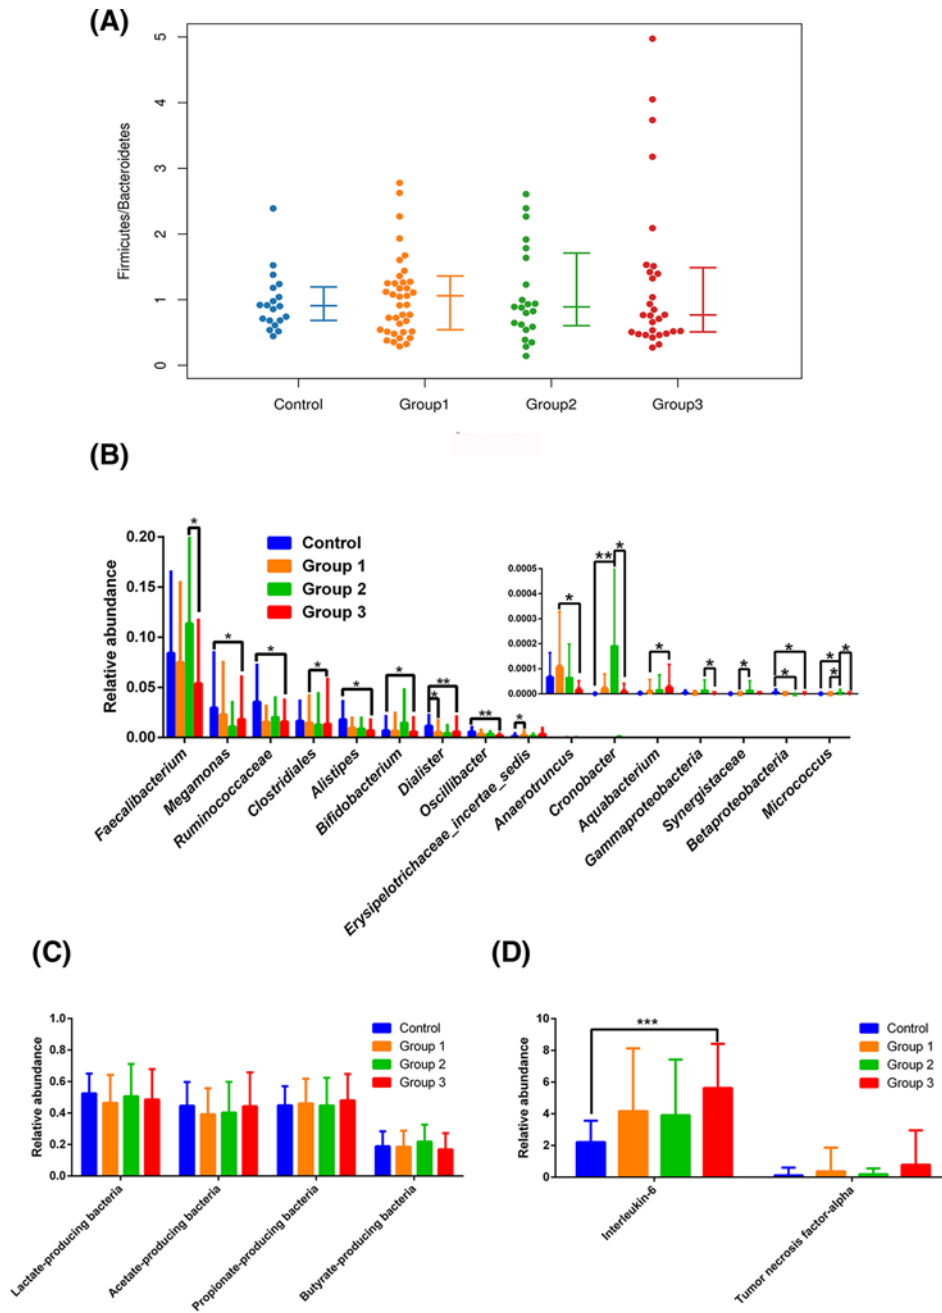 (A)
Firmicutes/Bacteroidetes
5
4
3
2
1
0
Control
Group1
Group2
Group3
(B)
Relative abundance
0.20
0.15
0.10
0.05
0.00
Control
Group 1
Group 2
Group 3
0.0005
0.0004
0.0003
0.0002
0.0001
0.0000
*
*
*
*
*
*
*
**
**
*
*
**
*
*
*
*
*
*
*
*
*
Faecalibacterium
Megamonas
Ruminococcaceae
Clostridiales
Alistipes
Bifidobacterium
Dialister
Oscillibacter
Erysipelotrichaceae_incertae_sedis
Anaerotruncus
Cronobacter
Aquabacterium
Gammaproteobacteria
Synergistaceae
Betaproteobacteria
Micrococcus
(C)
Relative abundance
1.0
0.8
0.6
0.4
0.2
0.0
Control
Group 1
Group 2
Group 3
Lactate-producing bacteria
Acetate-producing bacteria
Propionate-producing bacteria
Butyrate-producing bacteria
(D)
Relative abundance
10
8
6
4
2
0
***
Control
Group 1
Group 2
Group 3
Interleukin-6
Tumor necrosis factor-alpha